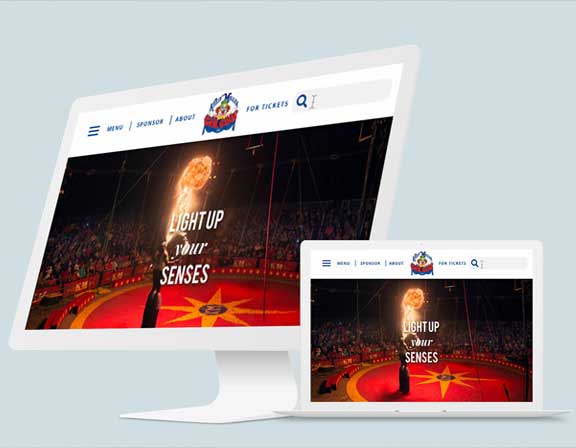 MENU | SPONSOR | ABOUT FOR TICKETS
LIGHT UP
your
SENSES
MENU | SPONSOR | ABOUT FOR TICKETS
LIGHT UP
your
SENSES